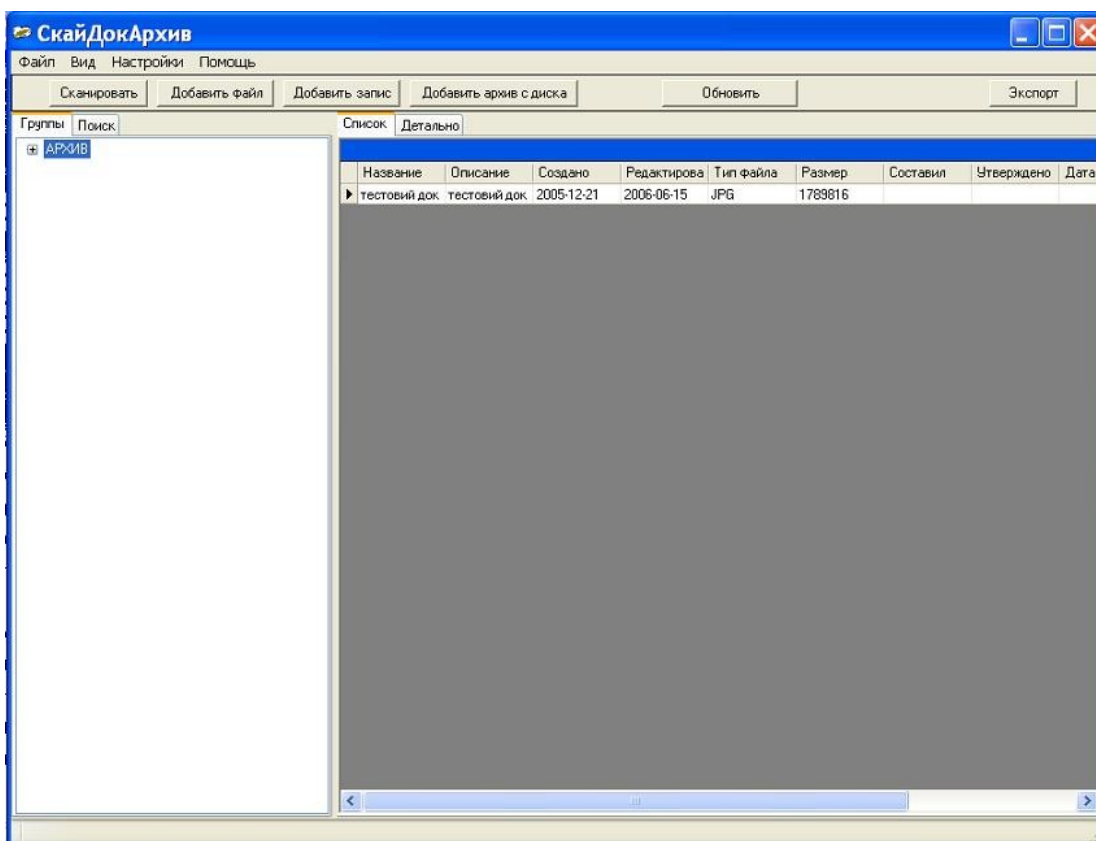 СкайДокАрхив
Файл Вид Настройки Помощь
Сканировать Добавить файл Добавить запис Добавить архив с диска Обновить Экспорт
Группы Поиск Список Детально
АРХИВ
Название Описание Создано Редактирова Тип файла Размер Составил Утверждено Дата
тестовий док тестовий док 2005-12-21 2006-06-15 JPG 1789816